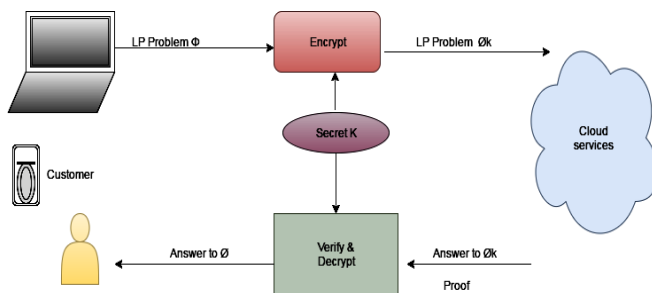 LP Problem Φ
Encrypt
LP Problem Øk
Secret K
Cloud
services
Customer
Verify &
Decrypt
Answer to Ø
Answer to Øk
Proof